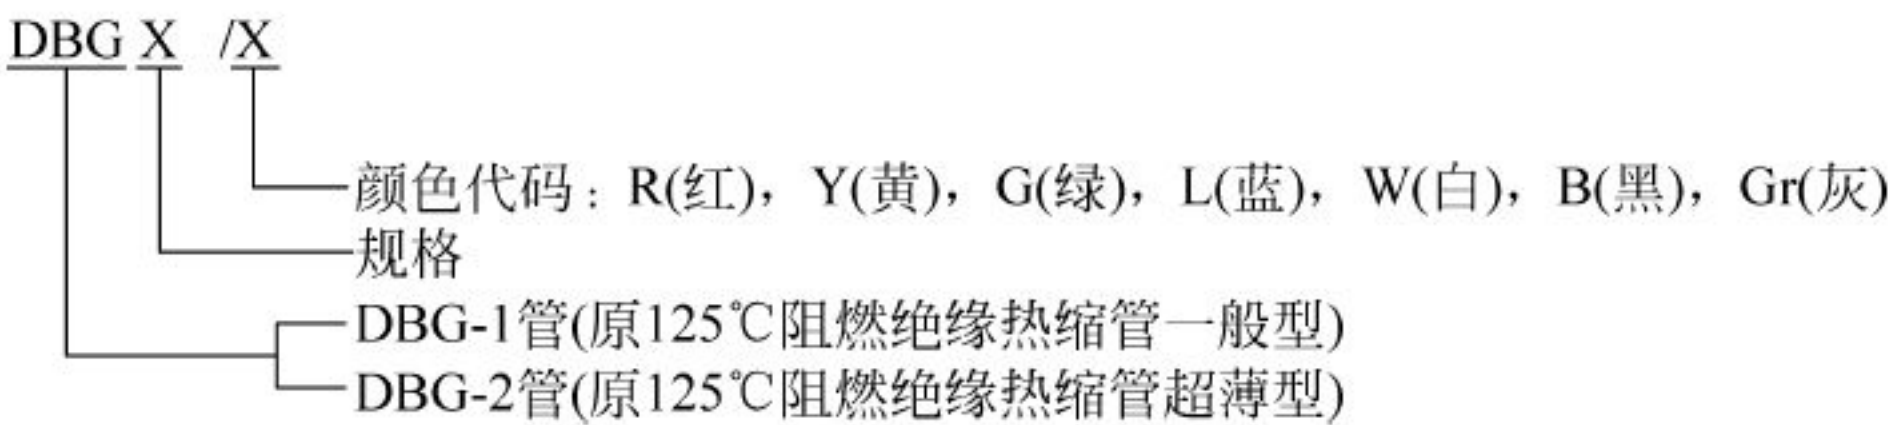 DBG X /X
颜色代码：R(红)，Y(黄)，G(绿)，L(蓝)，W(白)，B(黑)，Gr(灰)
规格
DBG-1管(原125℃阻燃绝缘热缩管一般型)
DBG-2管(原125℃阻燃绝缘热缩管超薄型)